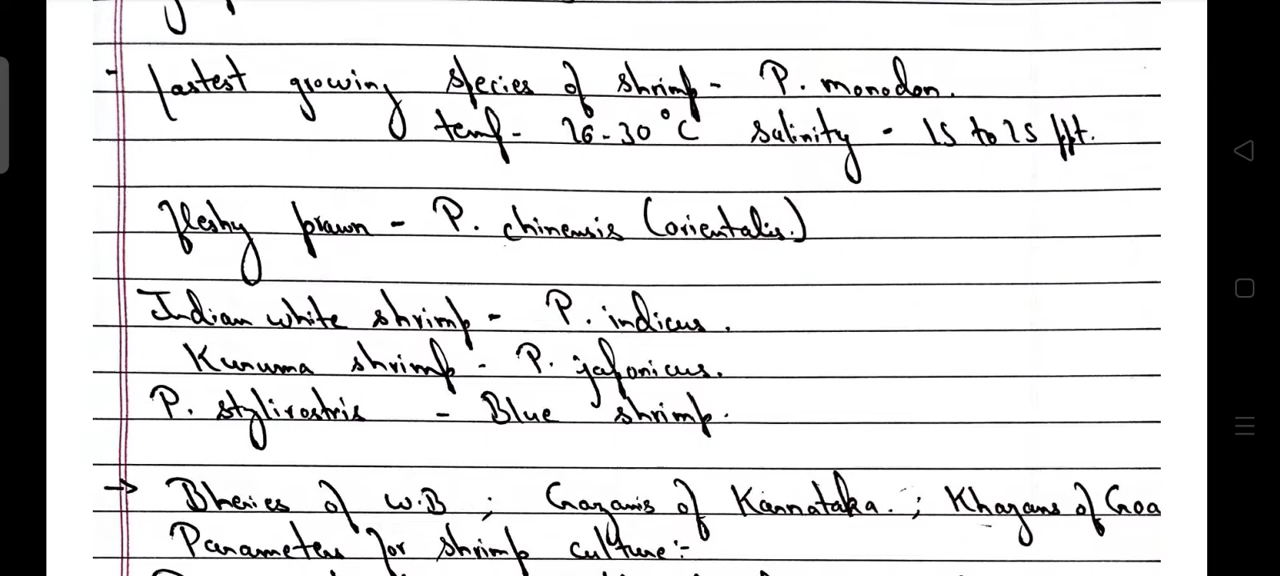 - fastest growing species of shrimp - P. monodon.
temp - 26-30°C salinity - 15 to 25 ppt.
fleshy prawn - P. chinensis (orientalis.)
Indian white shrimp - P. indicus.
Kuruma shrimp - P. japonicus.
P. stylirostris - Blue shrimp.
→ Bheries of W.B ; Gazanis of Karnataka. ; Khazans of Goa
Parameters for shrimp culture :-